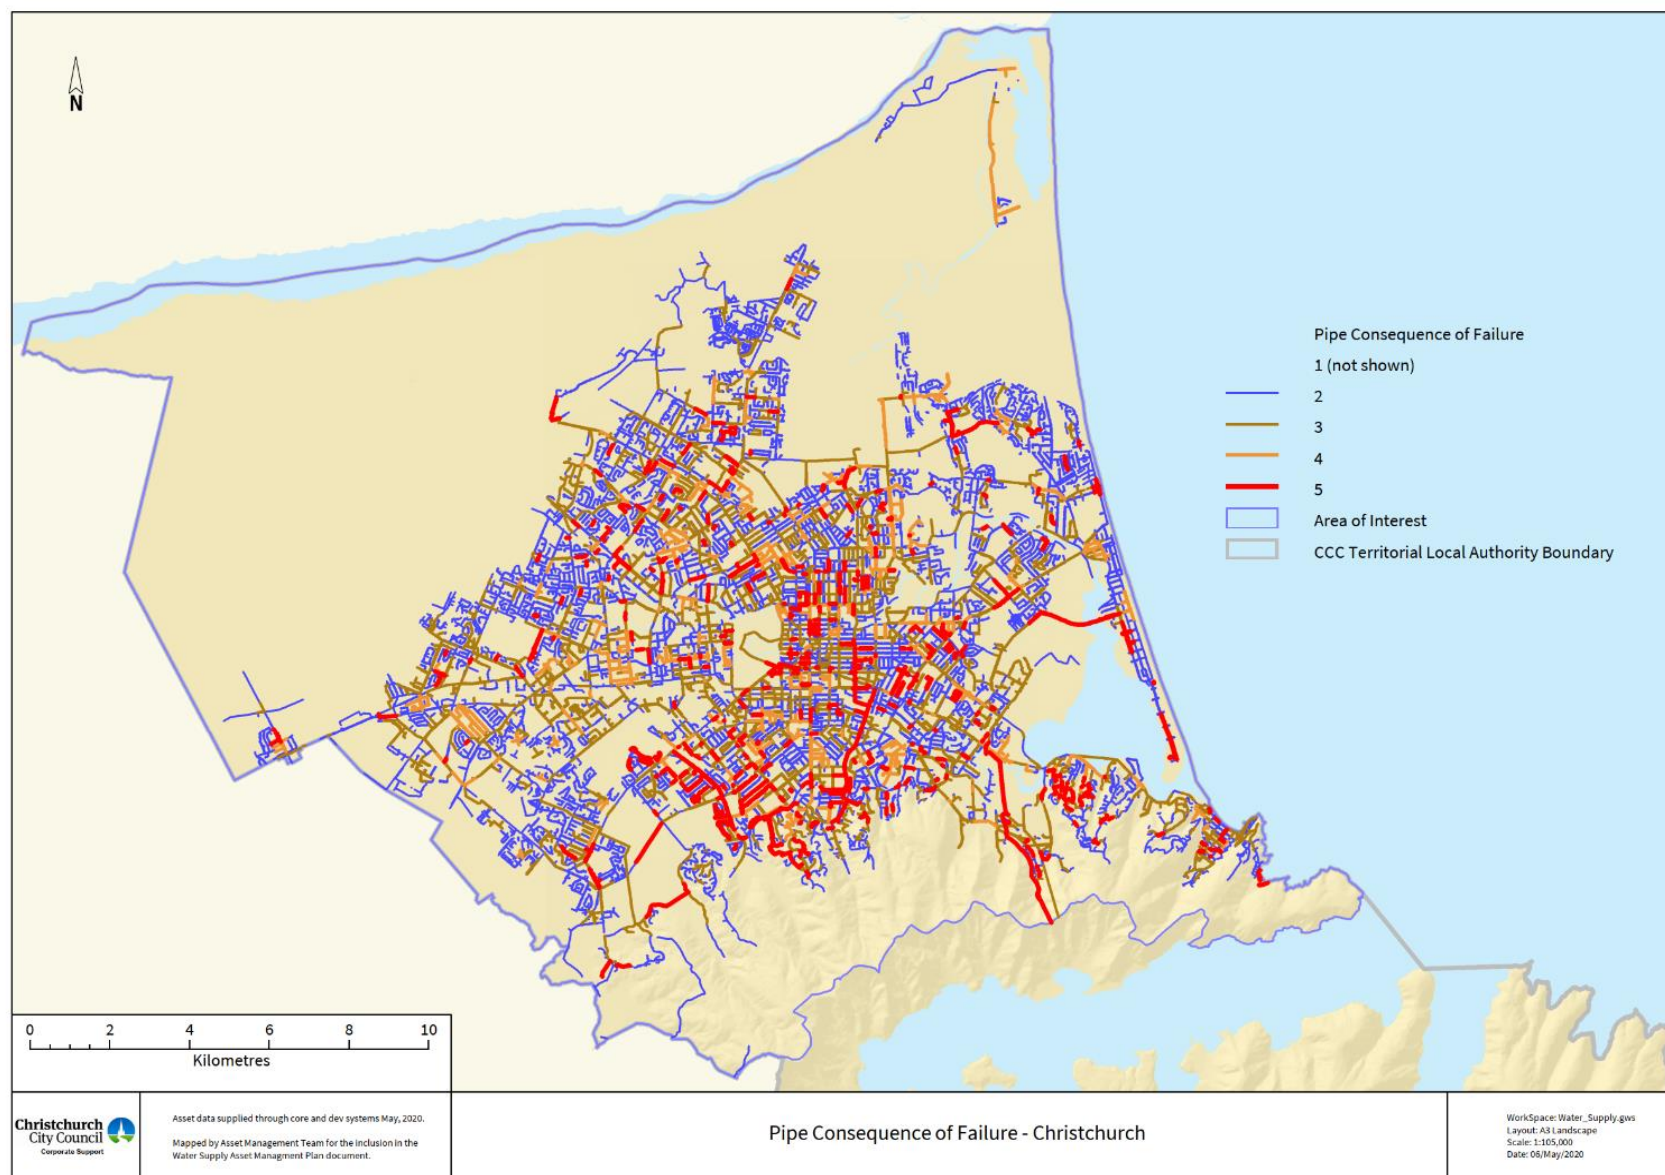 N
Pipe Consequence of Failure
1 (not shown)
2
3
4
5
Area of Interest
CCC Territorial Local Authority Boundary
0 2 4 6 8 10
Kilometres
Christchurch
City Council
Corporate Support
Asset data supplied through core and dev systems May, 2020.
Mapped by Asset Management Team for the inclusion in the
Water Supply Asset Managment Plan document.
Pipe Consequence of Failure - Christchurch
WorkSpace: Water_Supply.gws
Layout: A3 Landscape
Scale: 1:105,000
Date: 06/May/2020